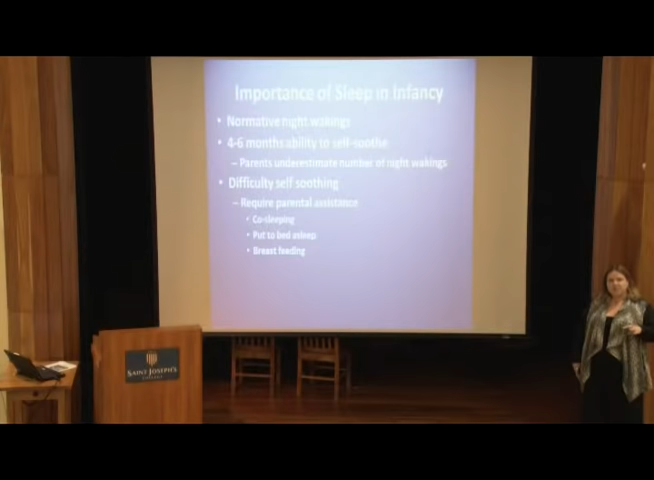 Importance of Sleep in Infancy
• Normative night wakings
• 4-6 months ability to self-soothe
– Parents underestimate number of night wakings
• Difficulty self soothing
– Require parental assistance
• Co-sleeping
• Put to bed asleep
• Breast feeding
SAINT JOSEPH'S